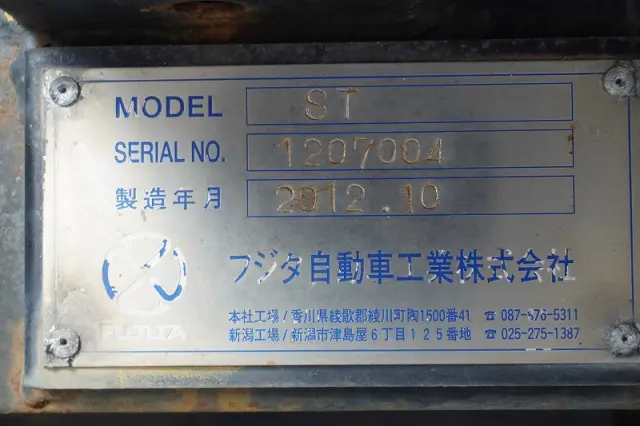 MODEL ST
SERIAL NO. 1207004
製造年月 2012.10
フジタ自動車工業株式会社
FUJITA
本社工場/香川県綾歌郡綾川町陶1500番41 ☎087-876-5311
新潟工場/新潟市津島屋6丁目125番地 ☎025-275-1387